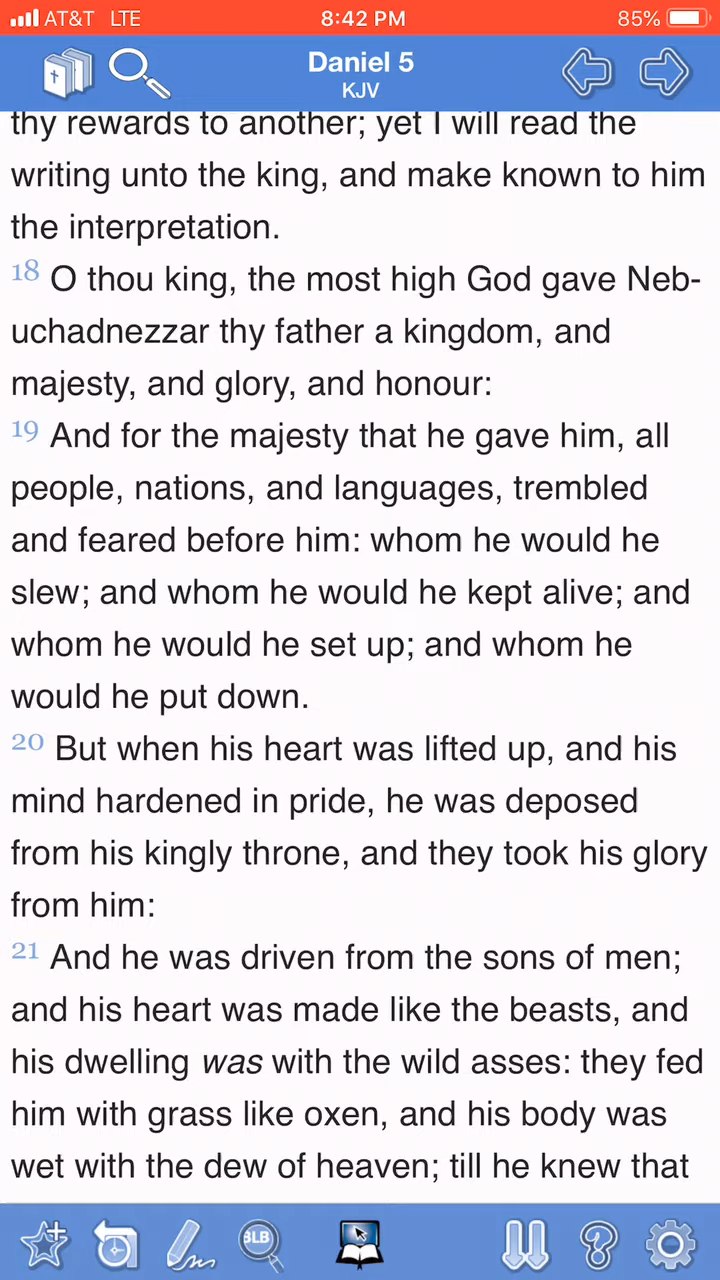 AT&T LTE 8:42 PM 85%
Daniel 5
KJV
thy rewards to another; yet I will read the
writing unto the king, and make known to him
the interpretation.
18 O thou king, the most high God gave Neb-
uchadnezzar thy father a kingdom, and
majesty, and glory, and honour:
19 And for the majesty that he gave him, all
people, nations, and languages, trembled
and feared before him: whom he would he
slew; and whom he would he kept alive; and
whom he would he set up; and whom he
would he put down.
20 But when his heart was lifted up, and his
mind hardened in pride, he was deposed
from his kingly throne, and they took his glory
from him:
21 And he was driven from the sons of men;
and his heart was made like the beasts, and
his dwelling was with the wild asses: they fed
him with grass like oxen, and his body was
wet with the dew of heaven; till he knew that
BLB